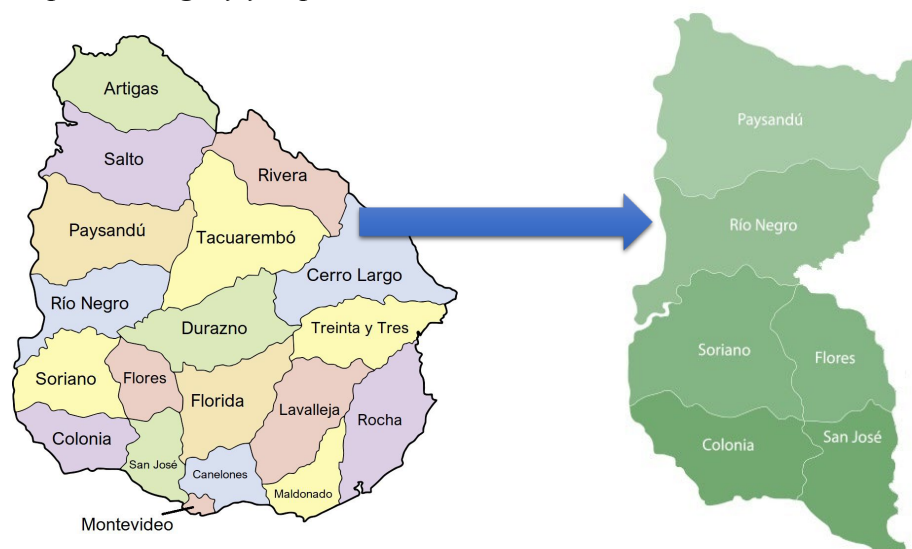 Artigas
Salto
Rivera
Paysandú
Tacuarembó
Cerro Largo
Río Negro
Durazno
Treinta y Tres
Soriano
Flores
Florida
Lavalleja
Rocha
Colonia
San José
Canelones
Maldonado
Montevideo
Paysandú
Río Negro
Soriano
Flores
Colonia
San José